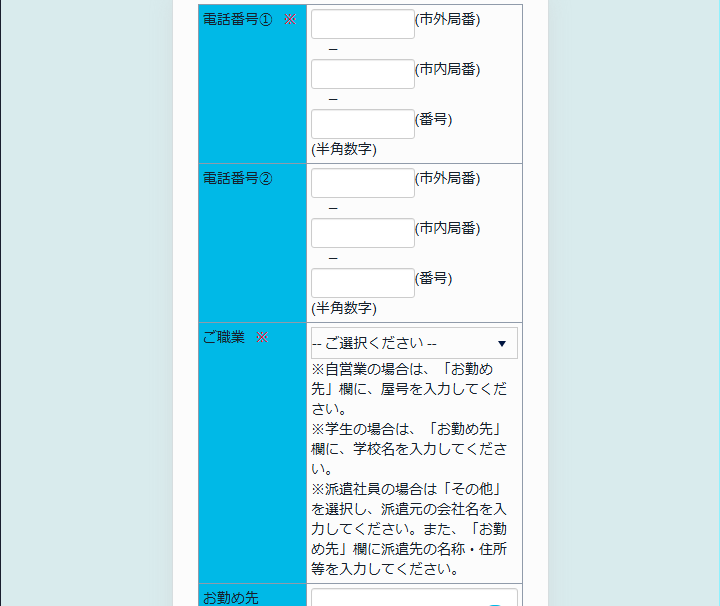 電話番号① ※
(市外局番)
–
(市内局番)
–
(番号)
(半角数字)
電話番号②
(市外局番)
–
(市内局番)
–
(番号)
(半角数字)
ご職業 ※
-- ご選択ください --
※自営業の場合は、「お勤め
先」欄に、屋号を入力してくだ
さい。
※学生の場合は、「お勤め先」
欄に、学校名を入力してくださ
い。
※派遣社員の場合は「その他」
を選択し、派遣元の会社名を入
力してください。また、「お勤
め先」欄に派遣先の名称・住所
等を入力してください。
お勤め先